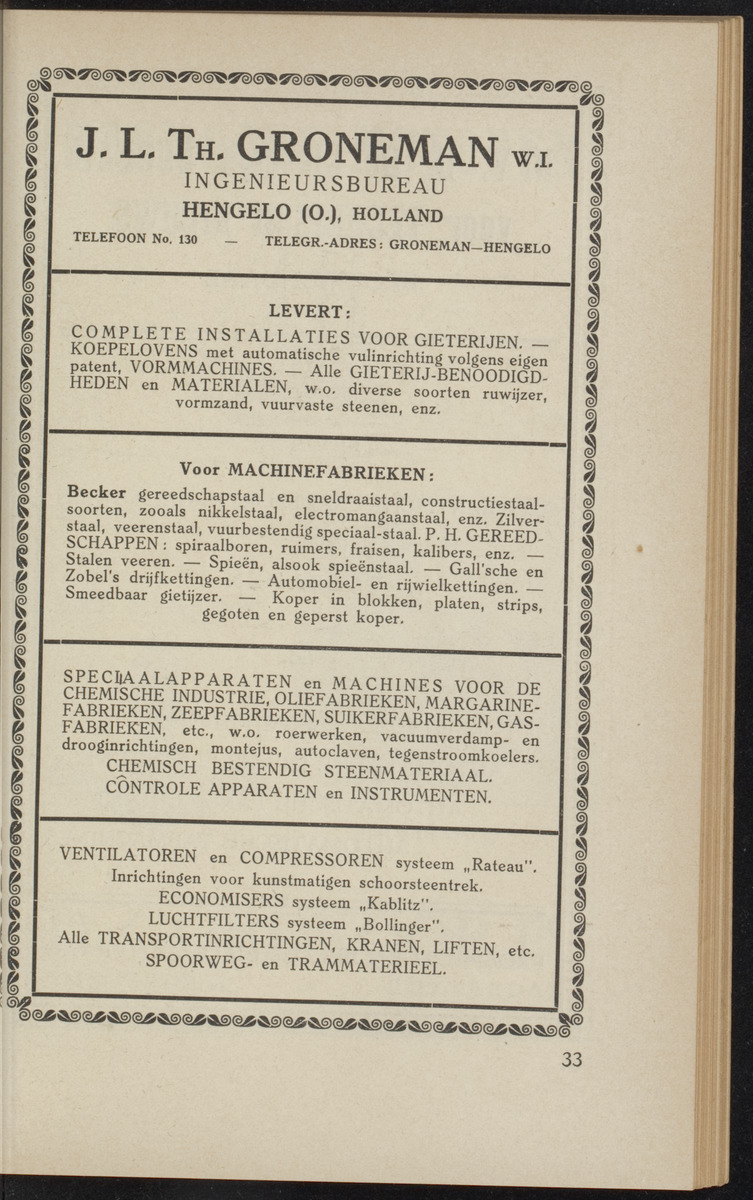 J. L. TH. GRONEMAN W.I.
INGENIEURSBUREAU
HENGELO (O.), HOLLAND
TELEFOON No. 130 — TELEGR.-ADRES: GRONEMAN—HENGELO
LEVERT:
COMPLETE INSTALLATIES VOOR GIETERIJEN. —
KOEPELOVENS met automatische vulinrichting volgens eigen
patent, VORMMACHINES. — Alle GIETERIJ-BENOODIGD-
HEDEN en MATERIALEN, w.o. diverse soorten ruwijzer,
vormzand, vuurvaste steenen, enz.
Voor MACHINEFABRIEKEN:
Becker gereedschapstaal en sneldraaistaal, constructiestaal-
soorten, zooals nikkelstaal, electromangaanstaal, enz. Zilver-
staal, veerenstaal, vuurbestendig speciaal-staal. P. H. GEREED-
SCHAPPEN: spiraalboren, ruimers, fraisen, kalibers, enz. —
Stalen veeren. — Spieën, alsook spieënstaal. — Gall'sche en
Zobel's drijfkettingen. — Automobiel- en rijwielkettingen. —
Smeedbaar gietijzer. — Koper in blokken, platen, strips,
gegoten en geperst koper.
SPECIAALAPPARATEN en MACHINES VOOR DE
CHEMISCHE INDUSTRIE, OLIEFABRIEKEN, MARGARINE-
FABRIEKEN, ZEEPFABRIEKEN, SUIKERFABRIEKEN, GAS-
FABRIEKEN, etc., w.o. roerwerken, vacuumverdamp- en
drooginrichtingen, montejus, autoclaven, tegenstroomkoelers.
CHEMISCH BESTENDIG STEENMATERIAAL.
CÔNTROLE APPARATEN en INSTRUMENTEN.
VENTILATOREN en COMPRESSOREN systeem „Rateau".
Inrichtingen voor kunstmatigen schoorsteentrek.
ECONOMISERS systeem „Kablitz".
LUCHTFILTERS systeem „Bollinger".
Alle TRANSPORTINRICHTINGEN, KRANEN, LIFTEN, etc.
SPOORWEG- en TRAMMATERIEEL.
33